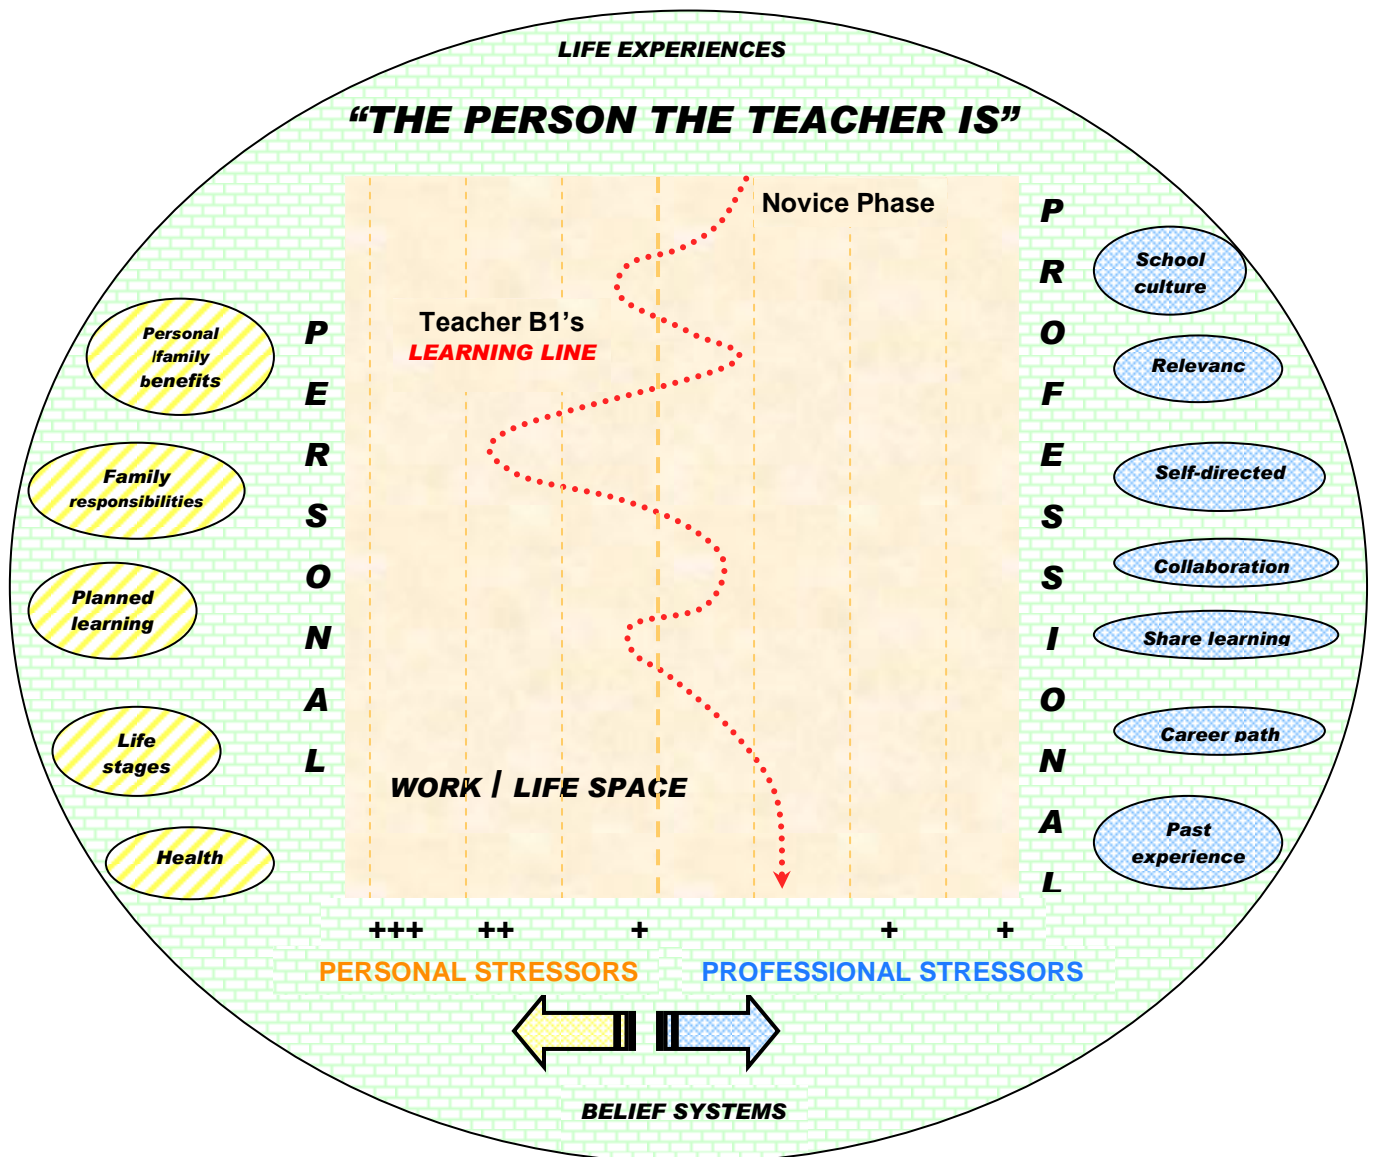 LIFE EXPERIENCES
“THE PERSON THE TEACHER IS”
Novice Phase
Teacher B1’s
LEARNING LINE
WORK / LIFE SPACE
PERSONAL
Personal
/family
benefits
Family
responsibilities
Planned
learning
Life
stages
Health
PROFESSIONAL
School
culture
Relevanc
Self-directed
Collaboration
Share learning
Career path
Past
experience
+++ ++ + + +
PERSONAL STRESSORS PROFESSIONAL STRESSORS
BELIEF SYSTEMS